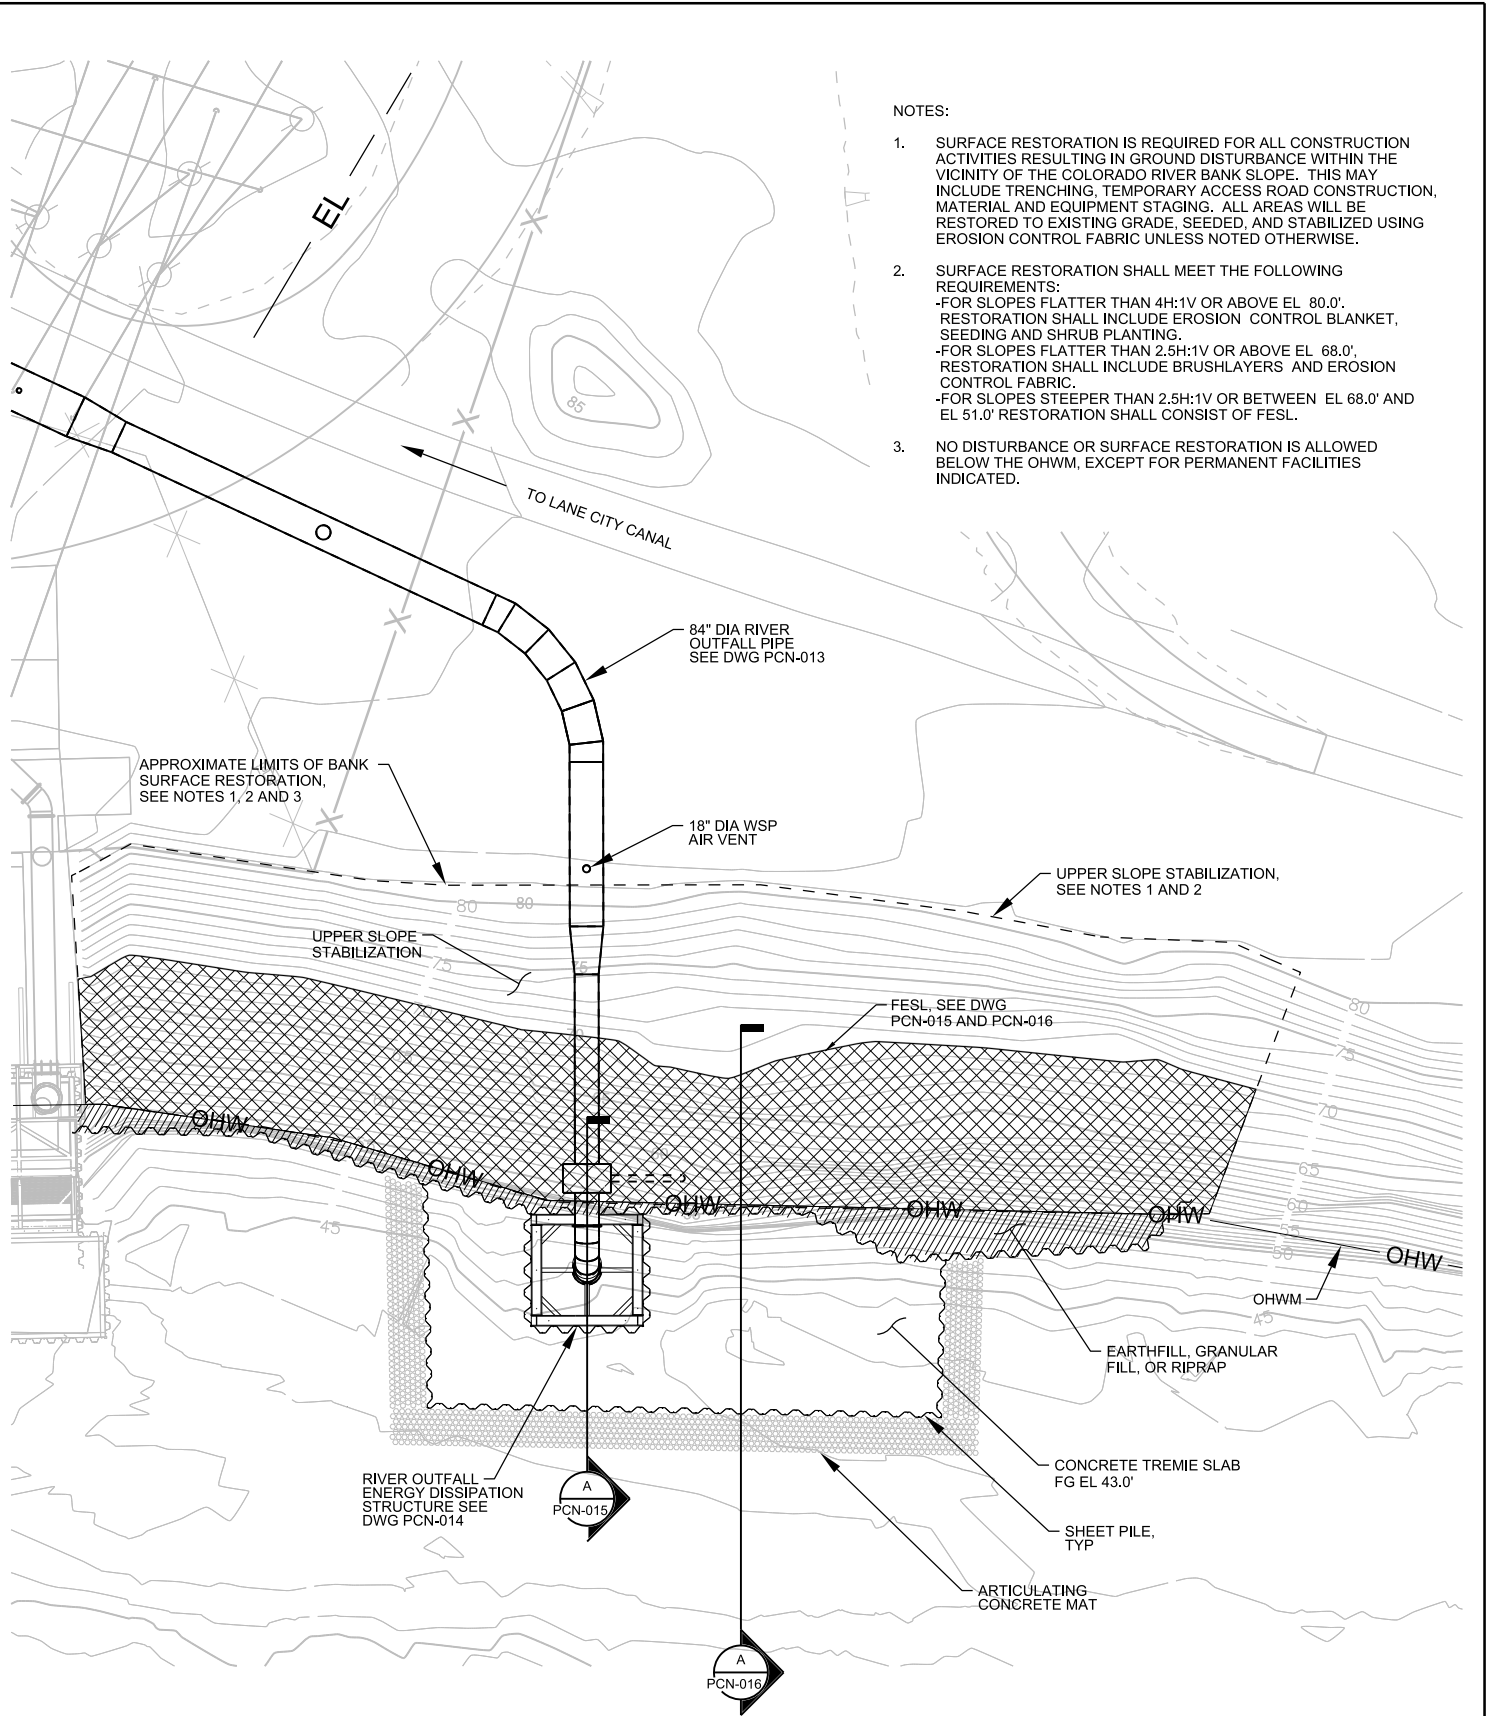 NOTES:
1. SURFACE RESTORATION IS REQUIRED FOR ALL CONSTRUCTION
ACTIVITIES RESULTING IN GROUND DISTURBANCE WITHIN THE
VICINITY OF THE COLORADO RIVER BANK SLOPE. THIS MAY
INCLUDE TRENCHING, TEMPORARY ACCESS ROAD CONSTRUCTION,
MATERIAL AND EQUIPMENT STAGING. ALL AREAS WILL BE
RESTORED TO EXISTING GRADE, SEEDED, AND STABILIZED USING
EROSION CONTROL FABRIC UNLESS NOTED OTHERWISE.
2. SURFACE RESTORATION SHALL MEET THE FOLLOWING
REQUIREMENTS:
-FOR SLOPES FLATTER THAN 4H:1V OR ABOVE EL 80.0'.
RESTORATION SHALL INCLUDE EROSION CONTROL BLANKET,
SEEDING AND SHRUB PLANTING.
-FOR SLOPES FLATTER THAN 2.5H:1V OR ABOVE EL 68.0',
RESTORATION SHALL INCLUDE BRUSHLAYERS AND EROSION
CONTROL FABRIC.
-FOR SLOPES STEEPER THAN 2.5H:1V OR BETWEEN EL 68.0' AND
EL 51.0' RESTORATION SHALL CONSIST OF FESL.
3. NO DISTURBANCE OR SURFACE RESTORATION IS ALLOWED
BELOW THE OHWM, EXCEPT FOR PERMANENT FACILITIES
INDICATED.
EL
85
TO LANE CITY CANAL
X
X
X
X
84" DIA RIVER
OUTFALL PIPE
SEE DWG PCN-013
APPROXIMATE LIMITS OF BANK
SURFACE RESTORATION,
SEE NOTES 1, 2 AND 3
18" DIA WSP
AIR VENT
UPPER SLOPE STABILIZATION,
SEE NOTES 1 AND 2
80
80
UPPER SLOPE
STABILIZATION
75
75
FESL, SEE DWG
PCN-015 AND PCN-016
80
75
70
70
65
60
55
50
45
45
OHW
OHW
OHW
OHW
OHW
OHW
OHWM
EARTHFILL, GRANULAR
FILL, OR RIPRAP
CONCRETE TREMIE SLAB
FG EL 43.0'
SHEET PILE,
TYP
ARTICULATING
CONCRETE MAT
RIVER OUTFALL
ENERGY DISSIPATION
STRUCTURE SEE
DWG PCN-014
A
PCN-015
A
PCN-016